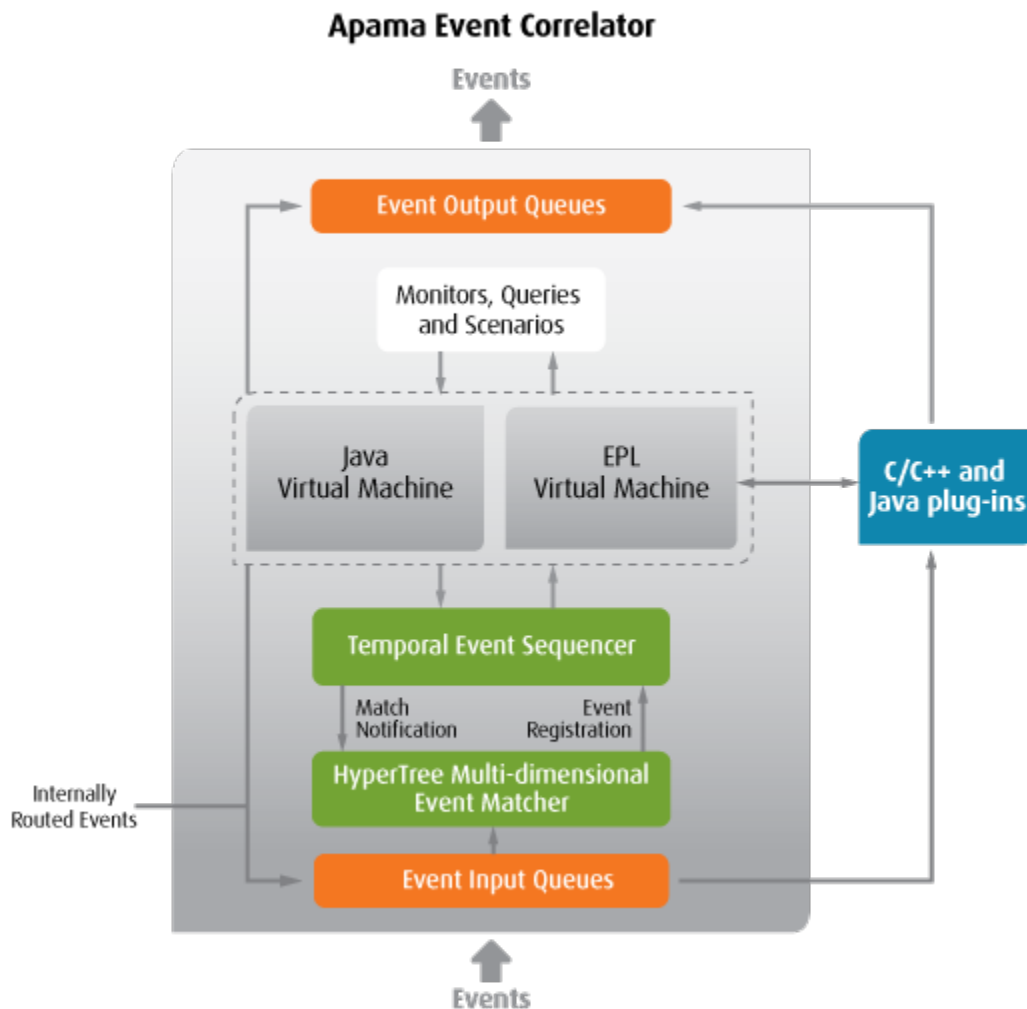 Apama Event Correlator
Events
Event Output Queues
Monitors, Queries
and Scenarios
Java
Virtual Machine
EPL
Virtual Machine
C/C++ and
Java plug-ins
Temporal Event Sequencer
Match
Notification
Event
Registration
HyperTree Multi-dimensional
Event Matcher
Internally
Routed Events
Event Input Queues
Events